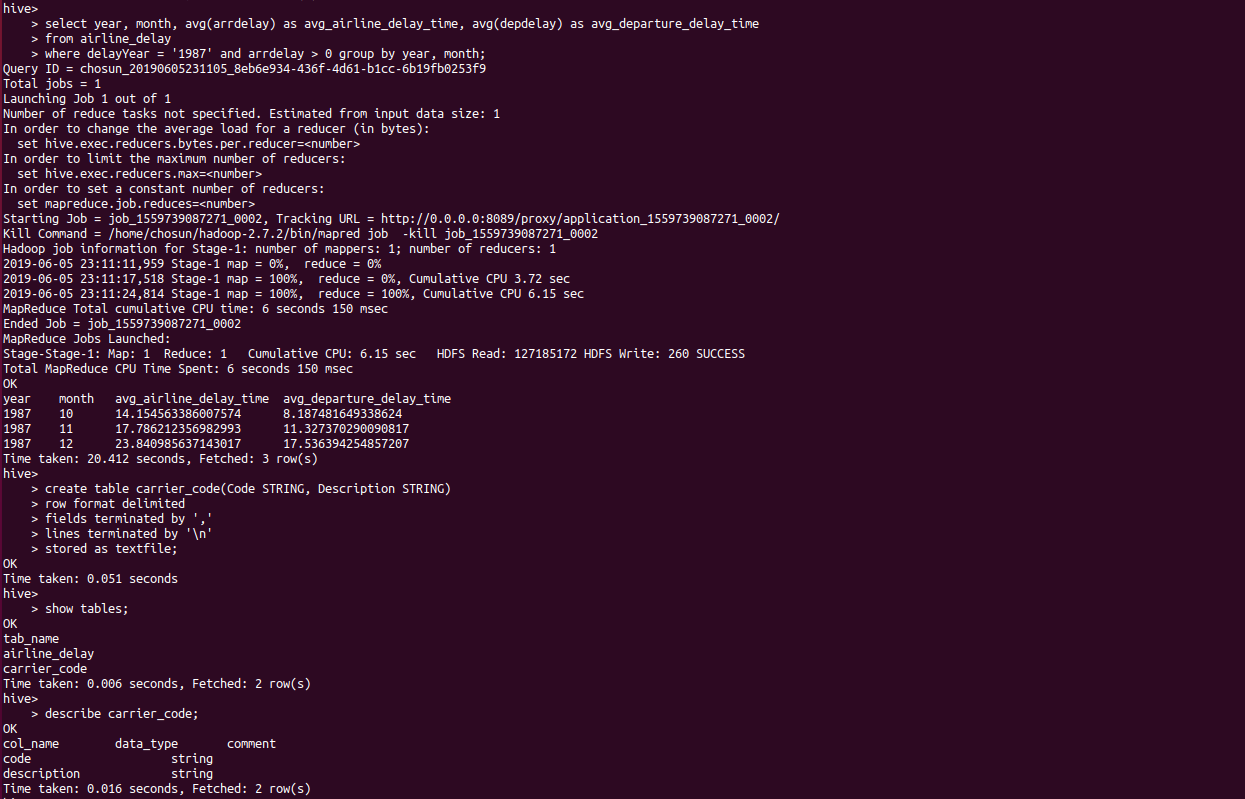 hive>
    > select year, month, avg(arrdelay) as avg_airline_delay_time, avg(depdelay) as avg_departure_delay_time
    > from airline_delay
    > where delayYear = '1987' and arrdelay > 0 group by year, month;
Query ID = chosun_20190605231105_8eb6e934-436f-4d61-b1cc-6b19fb0253f9
Total jobs = 1
Launching Job 1 out of 1
Number of reduce tasks not specified. Estimated from input data size: 1
In order to change the average load for a reducer (in bytes):
  set hive.exec.reducers.bytes.per.reducer=<number>
In order to limit the maximum number of reducers:
  set hive.exec.reducers.max=<number>
In order to set a constant number of reducers:
  set mapreduce.job.reduces=<number>
Starting Job = job_1559739087271_0002, Tracking URL = http://0.0.0.0:8089/proxy/application_1559739087271_0002/
Kill Command = /home/chosun/hadoop-2.7.2/bin/mapred job  -kill job_1559739087271_0002
Hadoop job information for Stage-1: number of mappers: 1; number of reducers: 1
2019-06-05 23:11:11,959 Stage-1 map = 0%,  reduce = 0%
2019-06-05 23:11:17,518 Stage-1 map = 100%,  reduce = 0%, Cumulative CPU 3.72 sec
2019-06-05 23:11:24,814 Stage-1 map = 100%,  reduce = 100%, Cumulative CPU 6.15 sec
MapReduce Total cumulative CPU time: 6 seconds 150 msec
Ended Job = job_1559739087271_0002
MapReduce Jobs Launched:
Stage-Stage-1: Map: 1  Reduce: 1   Cumulative CPU: 6.15 sec   HDFS Read: 127185172 HDFS Write: 260 SUCCESS
Total MapReduce CPU Time Spent: 6 seconds 150 msec
OK
year    month   avg_airline_delay_time  avg_departure_delay_time
1987    10      14.154563386007574      8.187481649338624
1987    11      17.786212356982993      11.327370290090817
1987    12      23.840985637143017      17.536394254857207
Time taken: 20.412 seconds, Fetched: 3 row(s)
hive>
    > create table carrier_code(Code STRING, Description STRING)
    > row format delimited
    > fields terminated by ','
    > lines terminated by '\n'
    > stored as textfile;
OK
Time taken: 0.051 seconds
hive>
    > show tables;
OK
tab_name
airline_delay
carrier_code
Time taken: 0.006 seconds, Fetched: 2 row(s)
hive>
    > describe carrier_code;
OK
col_name        data_type       comment
code                    string
description             string
Time taken: 0.016 seconds, Fetched: 2 row(s)